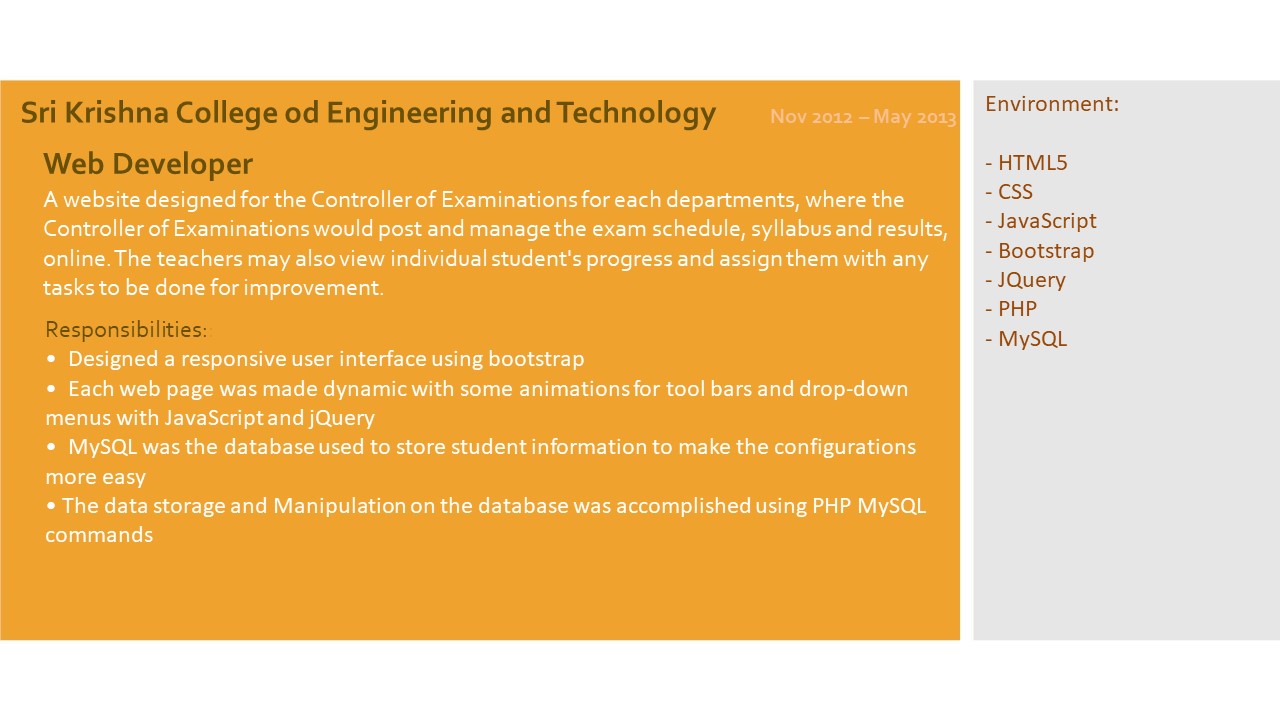 Sri Krishna College od Engineering and Technology
Nov 2012 – May 2013
Web Developer
A website designed for the Controller of Examinations for each departments, where the
Controller of Examinations would post and manage the exam schedule, syllabus and results,
online. The teachers may also view individual student's progress and assign them with any
tasks to be done for improvement.
Responsibilities:
• Designed a responsive user interface using bootstrap
• Each web page was made dynamic with some animations for tool bars and drop-down
menus with JavaScript and jQuery
• MySQL was the database used to store student information to make the configurations
more easy
• The data storage and Manipulation on the database was accomplished using PHP MySQL
commands
Environment:
- HTML5
- CSS
- JavaScript
- Bootstrap
- JQuery
- PHP
- MySQL